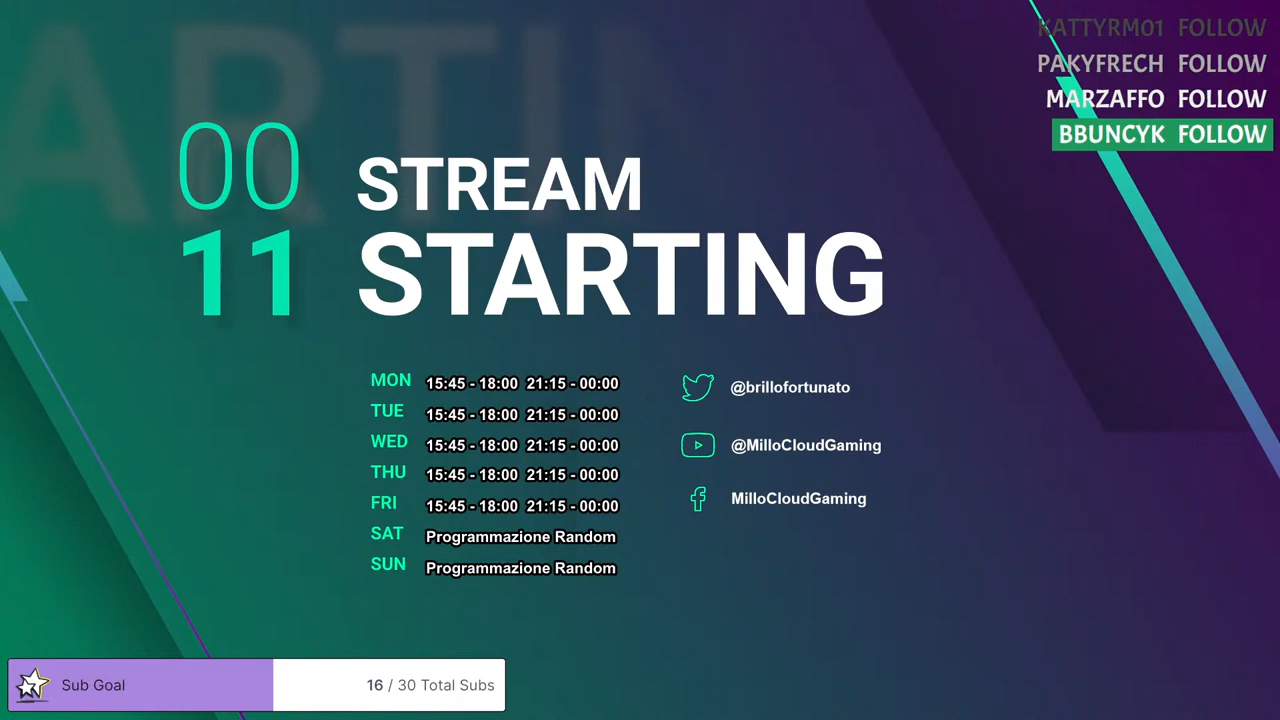 ARTIN
KATTYRM01 FOLLOW
PAKYFRECH FOLLOW
MARZAFFO FOLLOW
BBUNCYK FOLLOW
00
11
STREAM
STARTING
MON 15:45 - 18:00 21:15 - 00:00
TUE 15:45 - 18:00 21:15 - 00:00
WED 15:45 - 18:00 21:15 - 00:00
THU 15:45 - 18:00 21:15 - 00:00
FRI 15:45 - 18:00 21:15 - 00:00
SAT Programmazione Random
SUN Programmazione Random
@brillofortunato
@MilloCloudGaming
MilloCloudGaming
Sub Goal 16 / 30 Total Subs